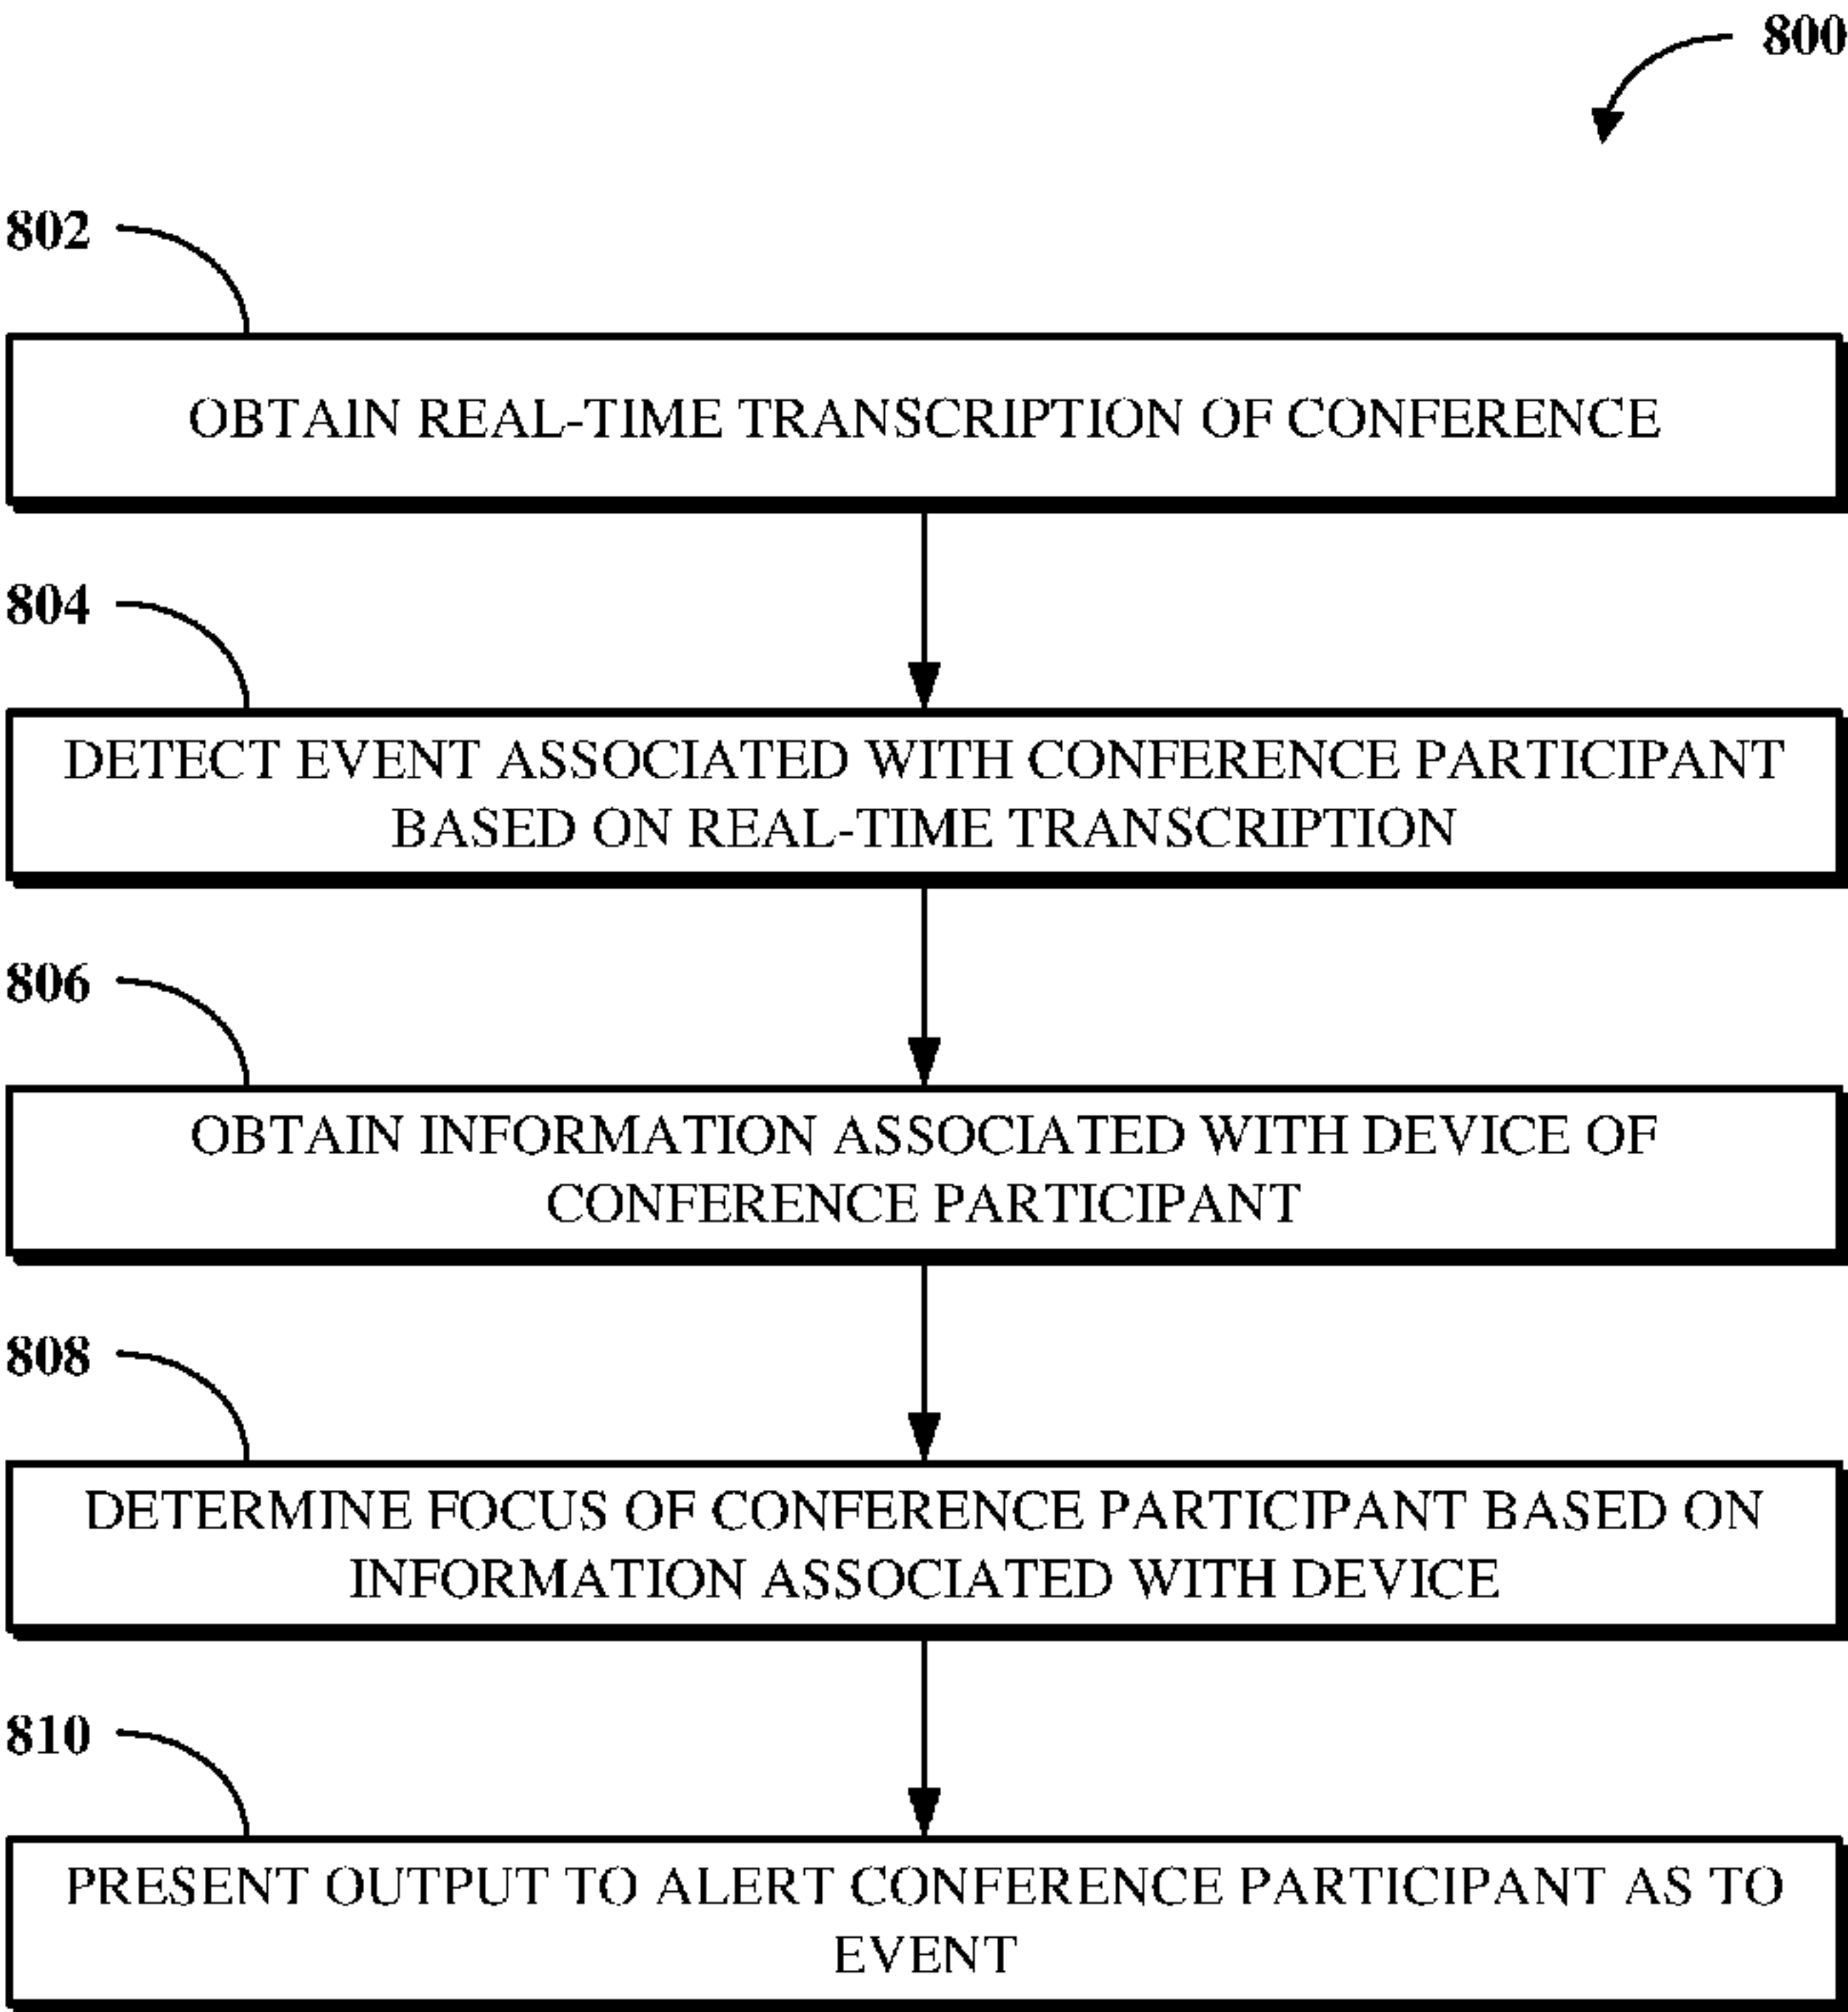 800
802
OBTAIN REAL-TIME TRANSCRIPTION OF CONFERENCE
804
DETECT EVENT ASSOCIATED WITH CONFERENCE PARTICIPANT
BASED ON REAL-TIME TRANSCRIPTION
806
OBTAIN INFORMATION ASSOCIATED WITH DEVICE OF
CONFERENCE PARTICIPANT
808
DETERMINE FOCUS OF CONFERENCE PARTICIPANT BASED ON
INFORMATION ASSOCIATED WITH DEVICE
810
PRESENT OUTPUT TO ALERT CONFERENCE PARTICIPANT AS TO
EVENT